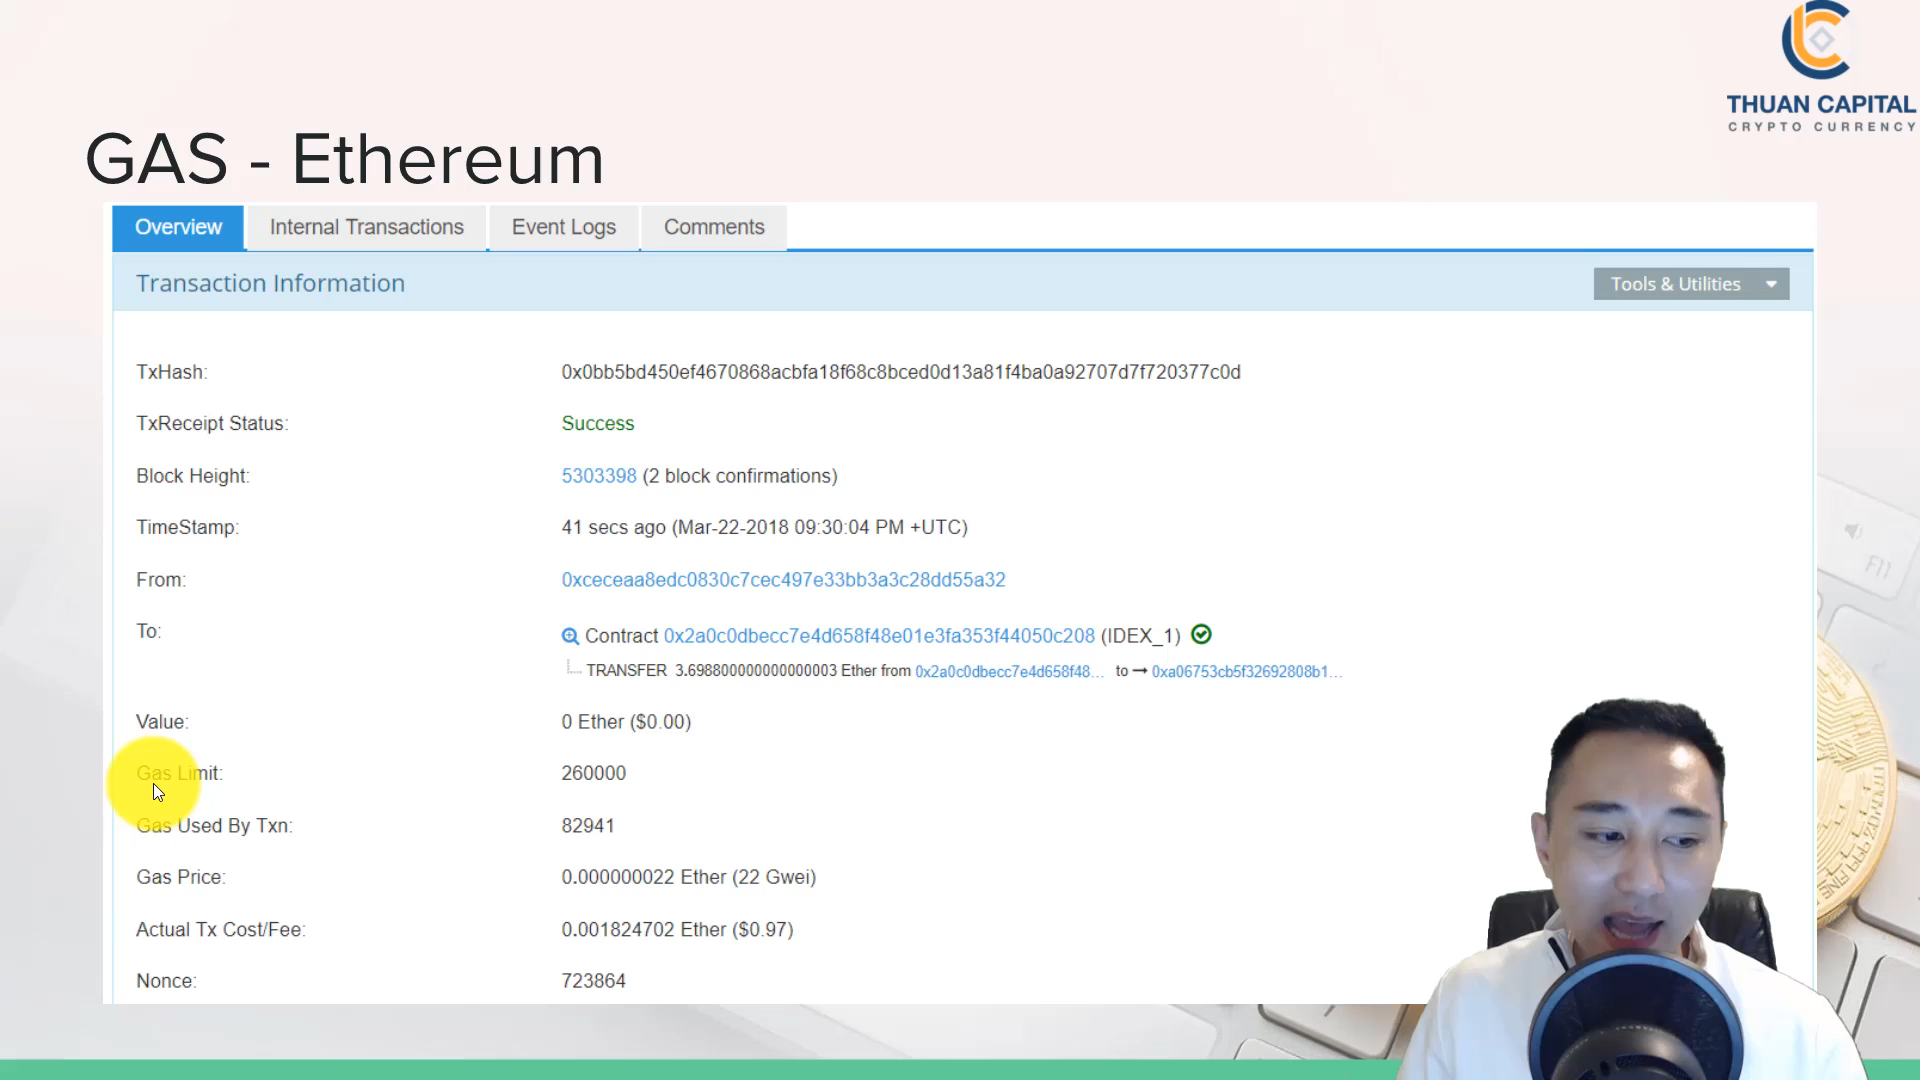 THUAN CAPITAL
CRYPTO CURRENCY
GAS - Ethereum
Overview Internal Transactions Event Logs Comments
Transaction Information Tools & Utilities
TxHash: 0x0bb5bd450ef4670868acbfa18f68c8bced0d13a81f4ba0a92707d7f720377c0d
TxReceipt Status: Success
Block Height: 5303398 (2 block confirmations)
TimeStamp: 41 secs ago (Mar-22-2018 09:30:04 PM +UTC)
From: 0xceceaa8edc0830c7cec497e33bb3a3c28dd55a32
To: Contract 0x2a0c0dbecc7e4d658f48e01e3fa353f44050c208 (IDEX_1)
TRANSFER 3.698800000000000003 Ether from 0x2a0c0dbecc7e4d658f48... to → 0xa06753cb5f32692808b1...
Value: 0 Ether ($0.00)
Gas Limit: 260000
Gas Used By Txn: 82941
Gas Price: 0.000000022 Ether (22 Gwei)
Actual Tx Cost/Fee: 0.001824702 Ether ($0.97)
Nonce: 723864
F11